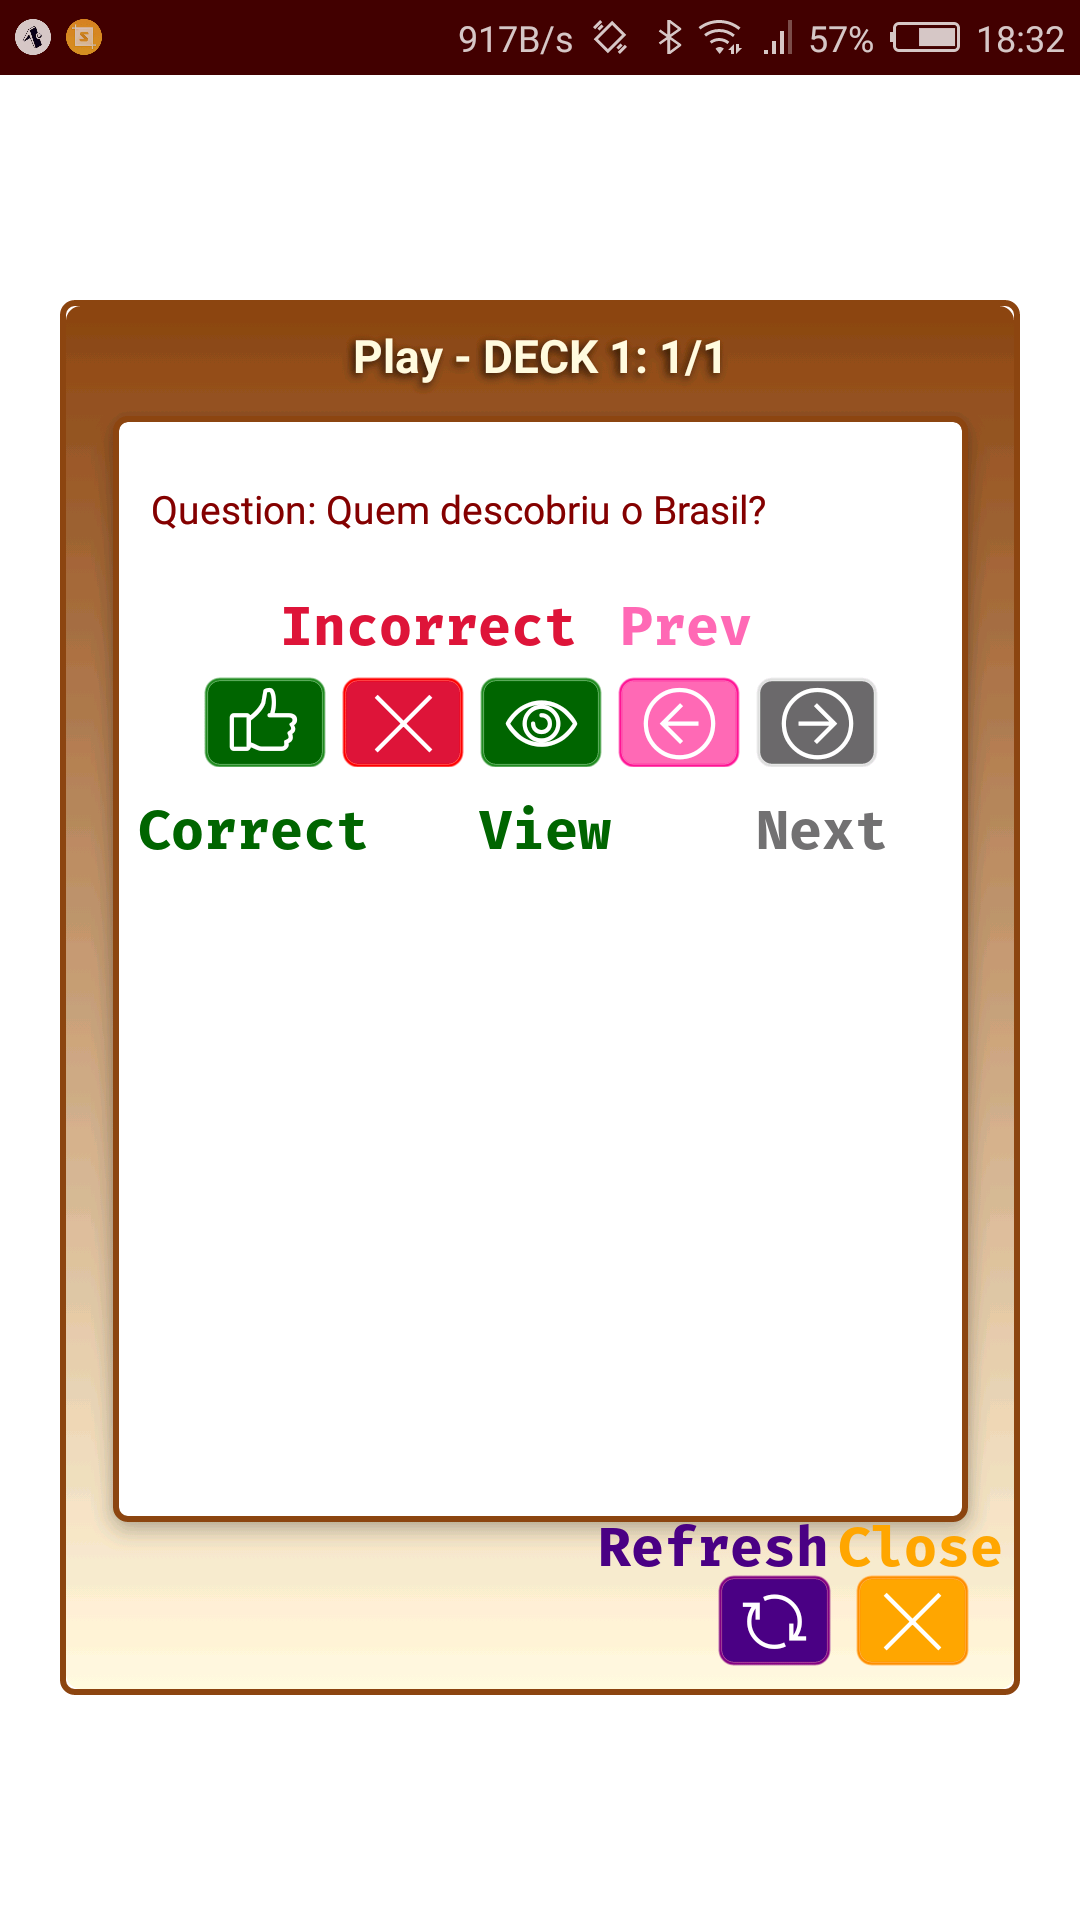 917B/s 57% 18:32
Play - DECK 1: 1/1
Question: Quem descobriu o Brasil?
Incorrect Prev
Correct View Next
Refresh Close